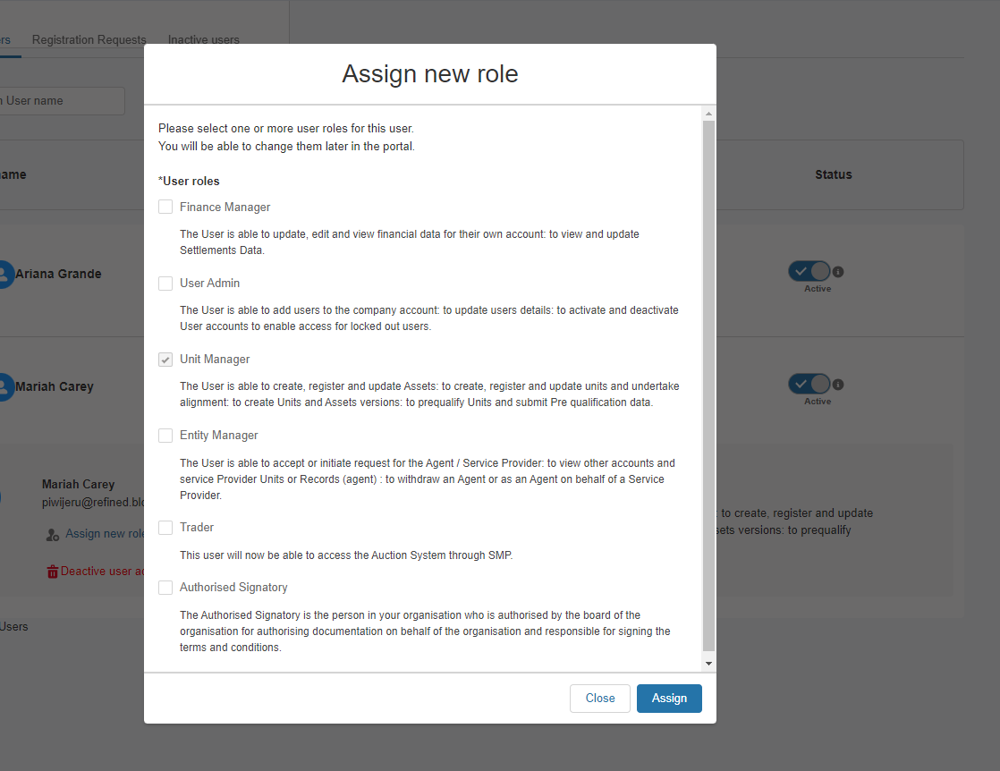 rs Registration Requests Inactive users
Assign new role
n User name
Please select one or more user roles for this user.
You will be able to change them later in the portal.
ame
Status
*User roles
Finance Manager
The User is able to update, edit and view financial data for their own account: to view and update
Settlements Data.
Ariana Grande
User Admin
Active
The User is able to add users to the company account: to update users details: to activate and deactivate
User accounts to enable access for locked out users.
Unit Manager
Mariah Carey
The User is able to create, register and update Assets: to create, register and update units and undertake
alignment: to create Units and Assets versions: to prequalify Units and submit Pre qualification data.
Active
Entity Manager
The User is able to accept or initiate request for the Agent / Service Provider: to view other accounts and
service Provider Units or Records (agent) : to withdraw an Agent or as an Agent on behalf of a Service
Provider.
Mariah Carey
piwijeru@refined.blo
: to create, register and update
sets versions: to prequalify
Trader
Assign new role
This user will now be able to access the Auction System through SMP.
Deactive user ac
Authorised Signatory
The Authorised Signatory is the person in your organisation who is authorised by the board of the
organisation for authorising documentation on behalf of the organisation and responsible for signing the
terms and conditions.
Users
Close Assign